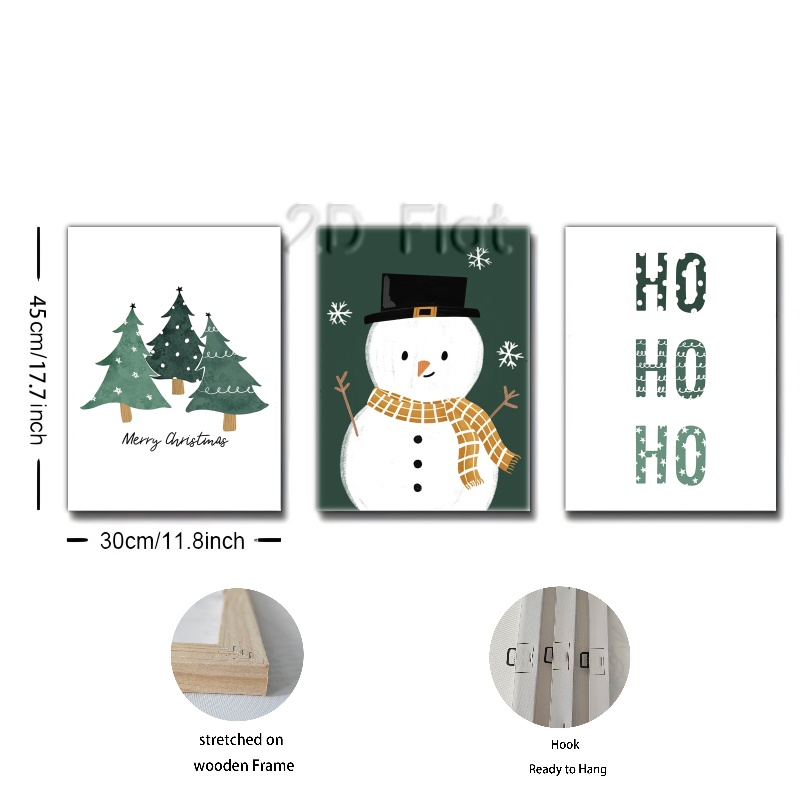 2D Flat
45cm/17.7inch
Merry Christmas
HO
HO
HO
30cm/11.8inch
stretched on
wooden Frame
Hook
Ready to Hang